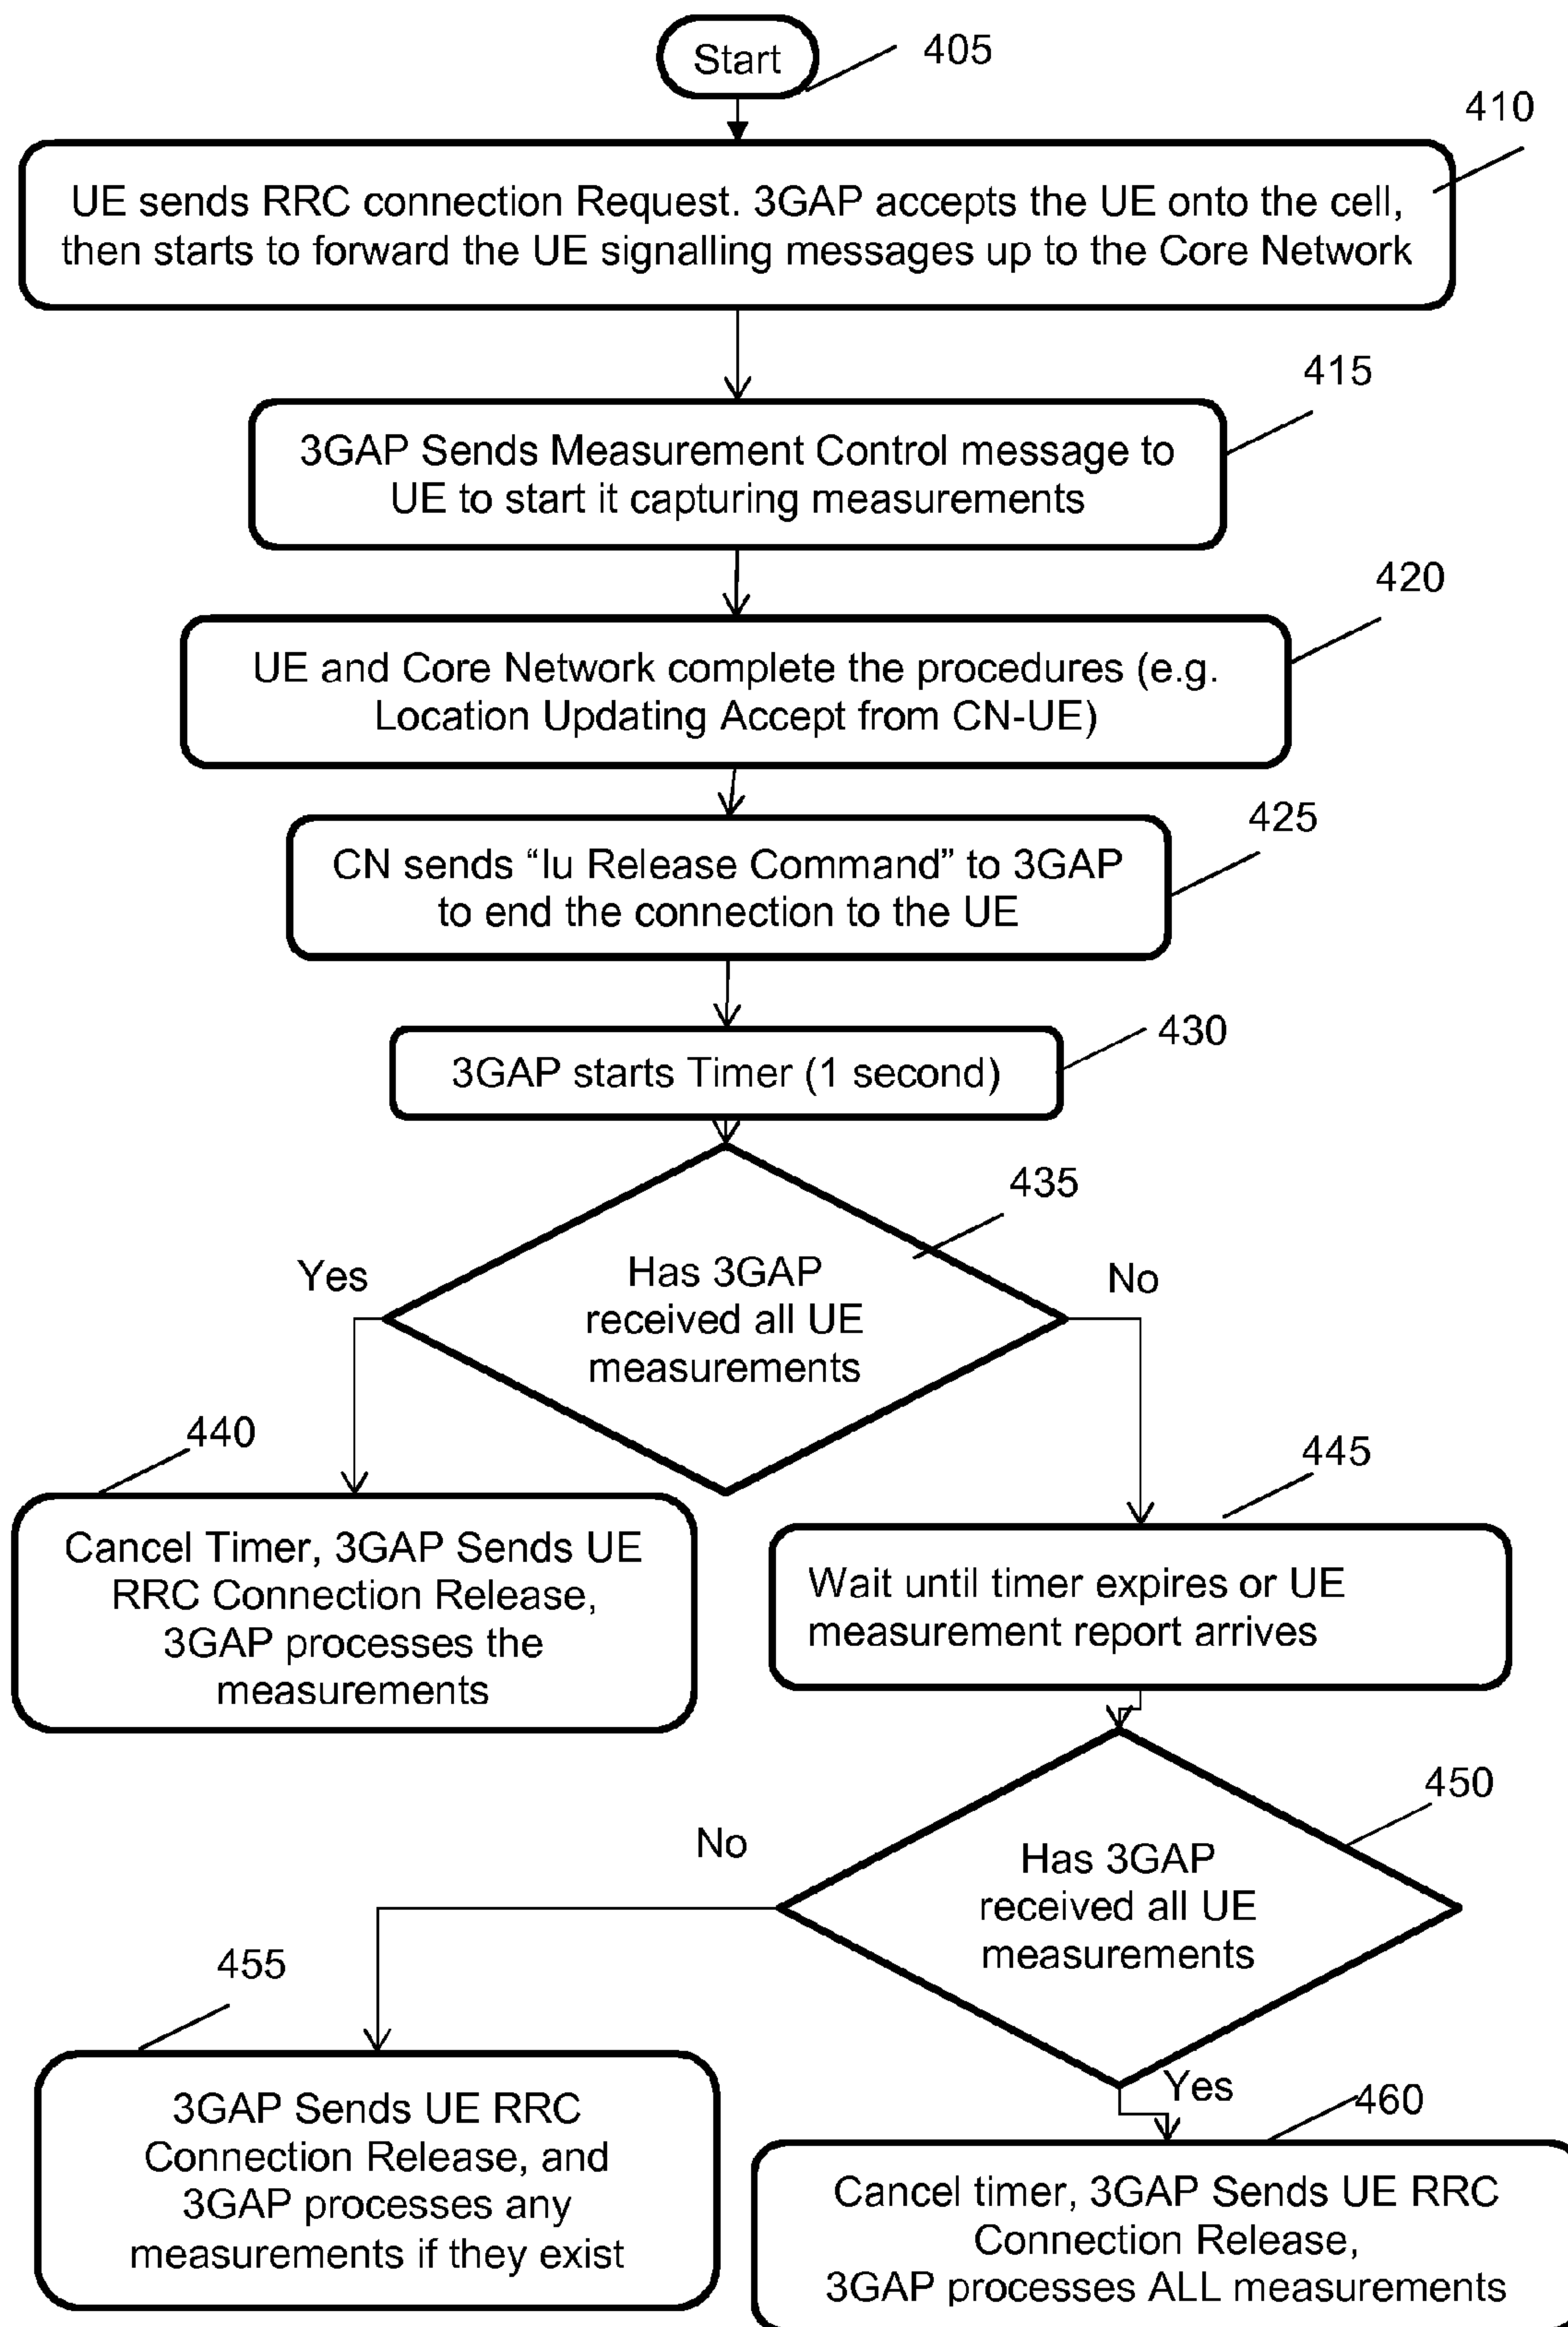 Start
405
410
UE sends RRC connection Request. 3GAP accepts the UE onto the cell,
then starts to forward the UE signalling messages up to the Core Network
415
3GAP Sends Measurement Control message to
UE to start it capturing measurements
420
UE and Core Network complete the procedures (e.g.
Location Updating Accept from CN-UE)
425
CN sends “Iu Release Command” to 3GAP
to end the connection to the UE
430
3GAP starts Timer (1 second)
435
Yes
No
Has 3GAP
received all UE
measurements
440
445
Cancel Timer, 3GAP Sends UE
RRC Connection Release,
3GAP processes the
measurements
Wait until timer expires or UE
measurement report arrives
450
No
Has 3GAP
received all UE
measurements
455
Yes
460
3GAP Sends UE RRC
Connection Release, and
3GAP processes any
measurements if they exist
Cancel timer, 3GAP Sends UE RRC
Connection Release,
3GAP processes ALL measurements